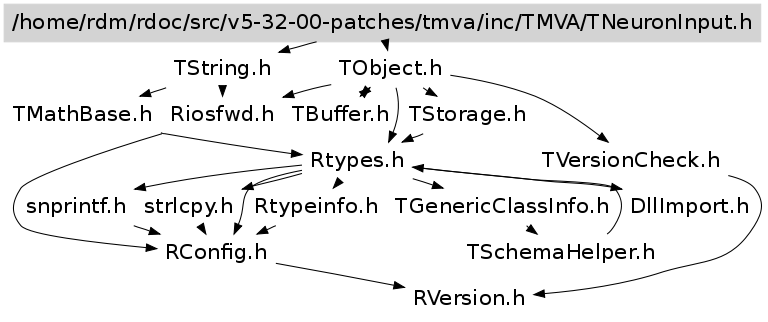 /home/rdm/rdoc/src/v5-32-00-patches/tmva/inc/TMVA/TNeuronInput.h
TString.h
TObject.h
TMathBase.h
Riosfwd.h
TBuffer.h
TStorage.h
Rtypes.h
TVersionCheck.h
snprintf.h
strlcpy.h
Rtypeinfo.h
TGenericClassInfo.h
DllImport.h
RConfig.h
TSchemaHelper.h
RVersion.h